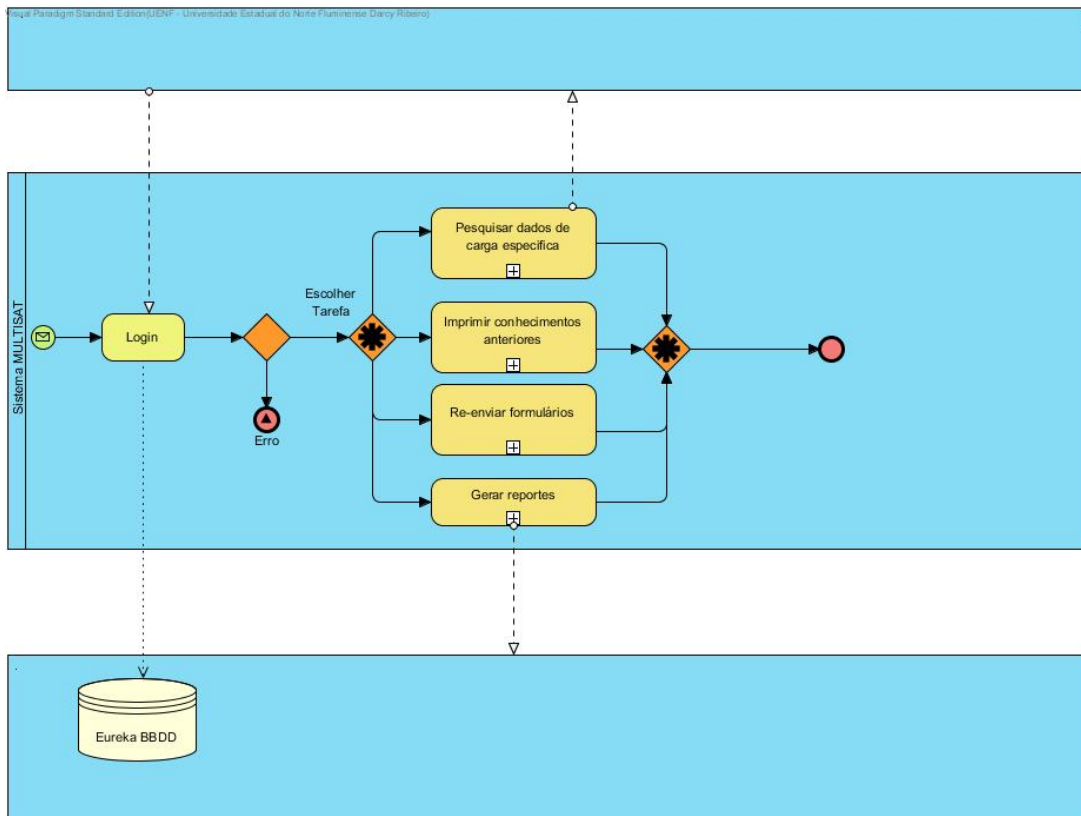 Visual Paradigm Standard Edition(UENF - Universidade Estadual do Norte Fluminense Darcy Ribeiro)
Sistema MULTISAT
Login
Erro
Escolher
Tarefa
Pesquisar dados de
carga especifica
Imprimir conhecimentos
anteriores
Re-enviar formulários
Gerar reportes
Eureka BBDD